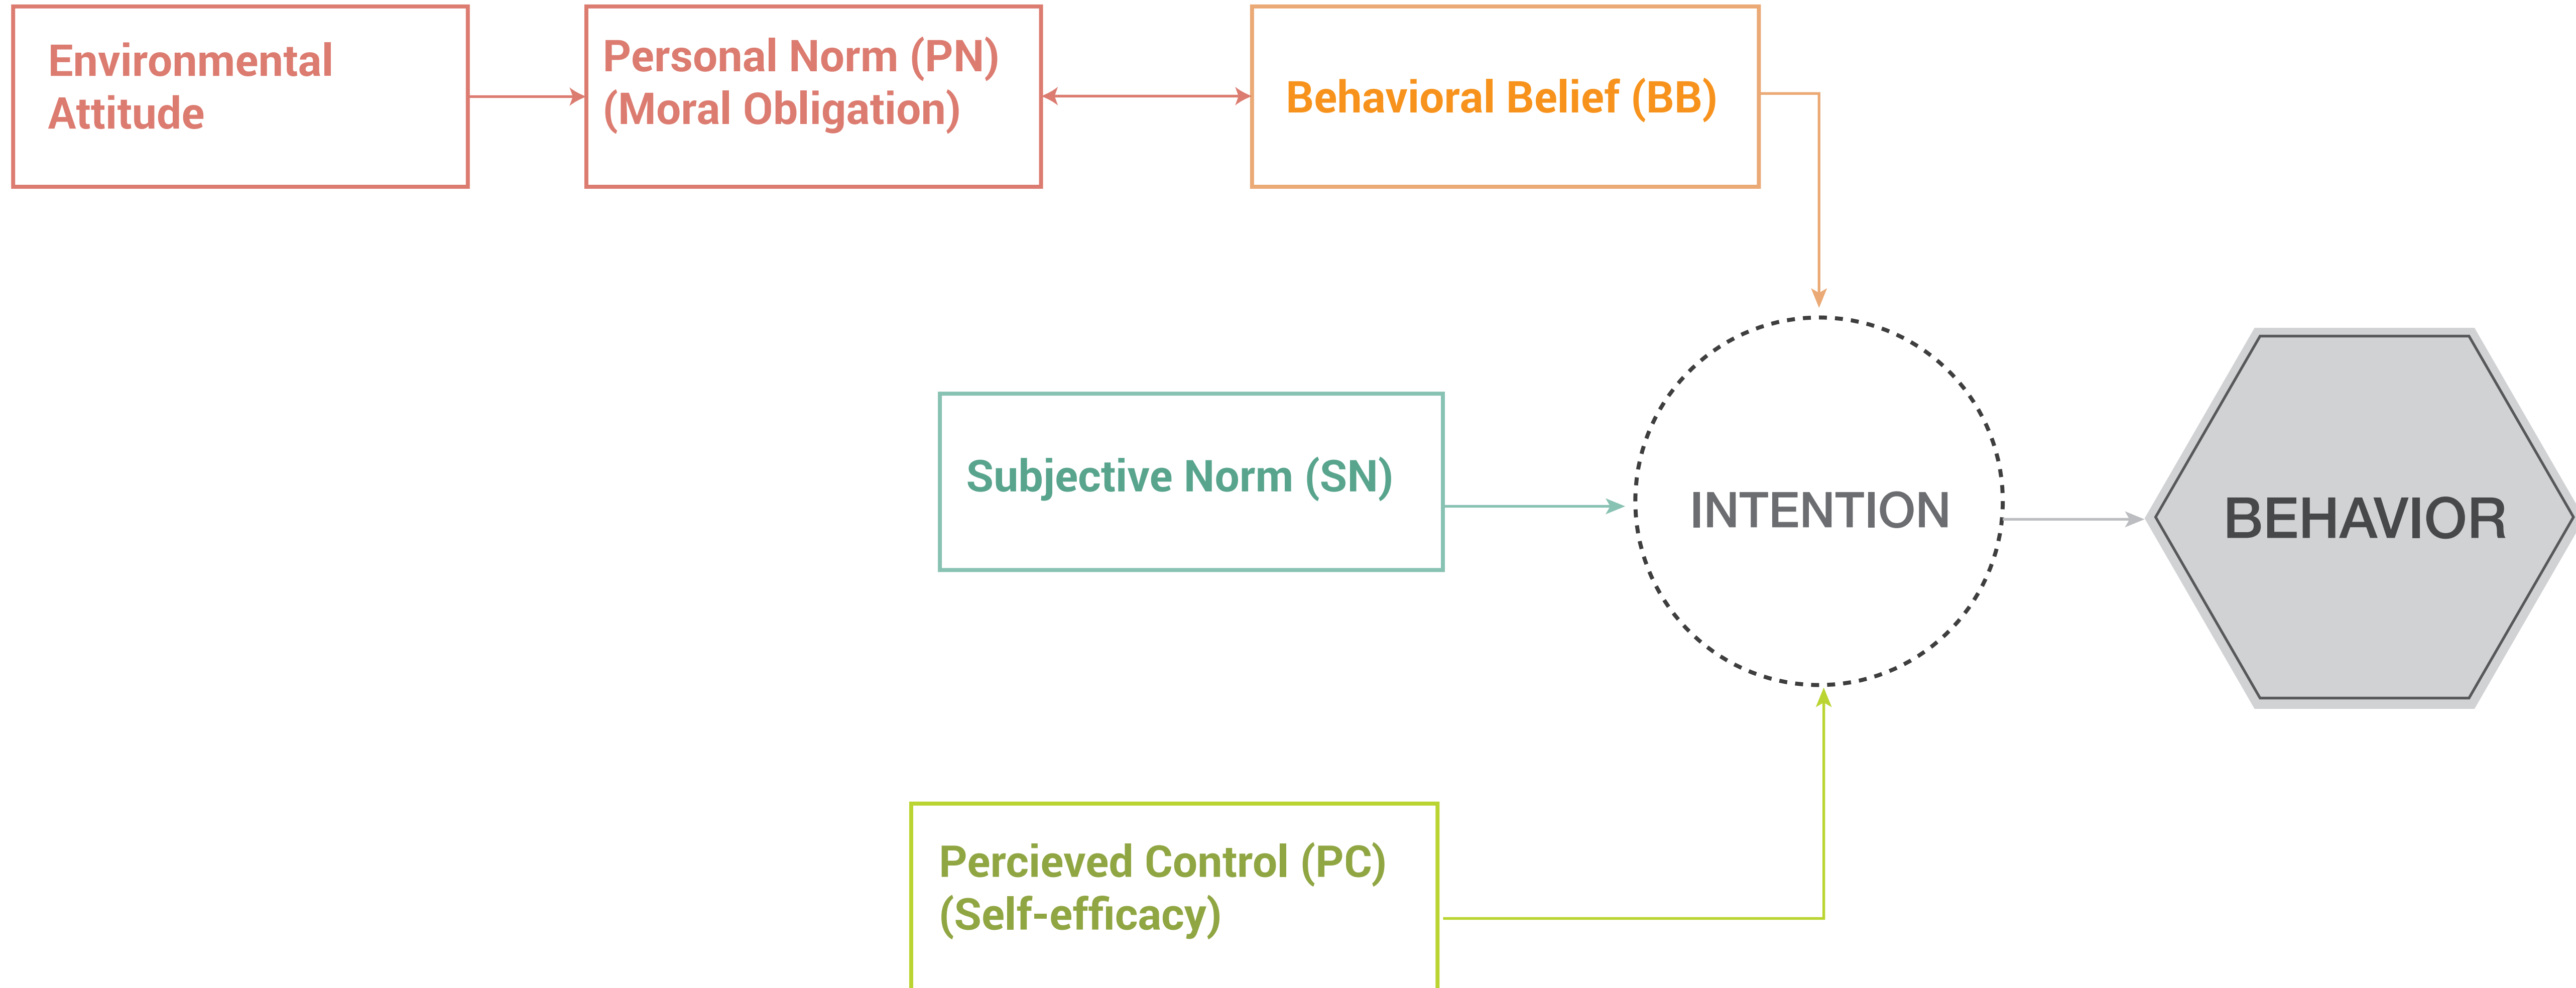 Environmental
Attitude
Personal Norm (PN)
(Moral Obligation)
Behavioral Belief (BB)
Subjective Norm (SN)
INTENTION
BEHAVIOR
Percieved Control (PC)
(Self-efficacy)